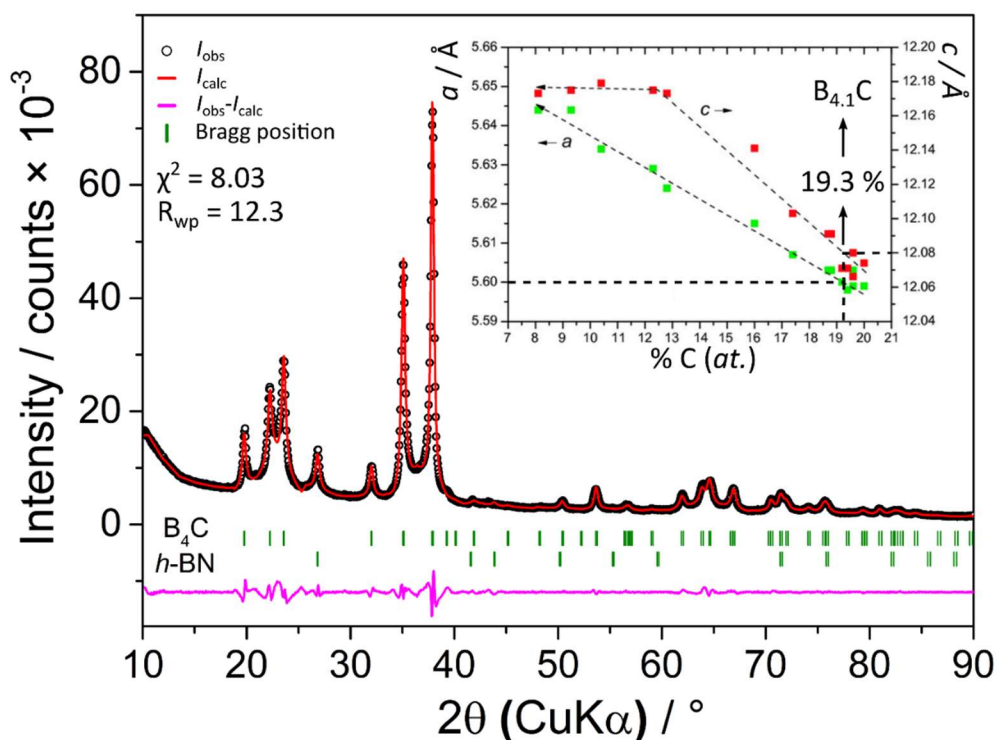 Intensity / counts × 10⁻³
80
60
40
20
0
I_obs
I_calc
I_obs-I_calc
Bragg position
χ² = 8.03
R_wp = 12.3
B₄C
h-BN
10
20
30
40
50
60
70
80
90
2θ (CuKα) / °
a / Å
5.66
5.65
5.64
5.63
5.62
5.61
5.60
5.59
c / Å
12.20
12.18
12.16
12.14
12.12
12.10
12.08
12.06
12.04
c
a
B₄.₁C
19.3 %
7
8
9
10
11
12
13
14
15
16
17
18
19
20
21
% C (at.)